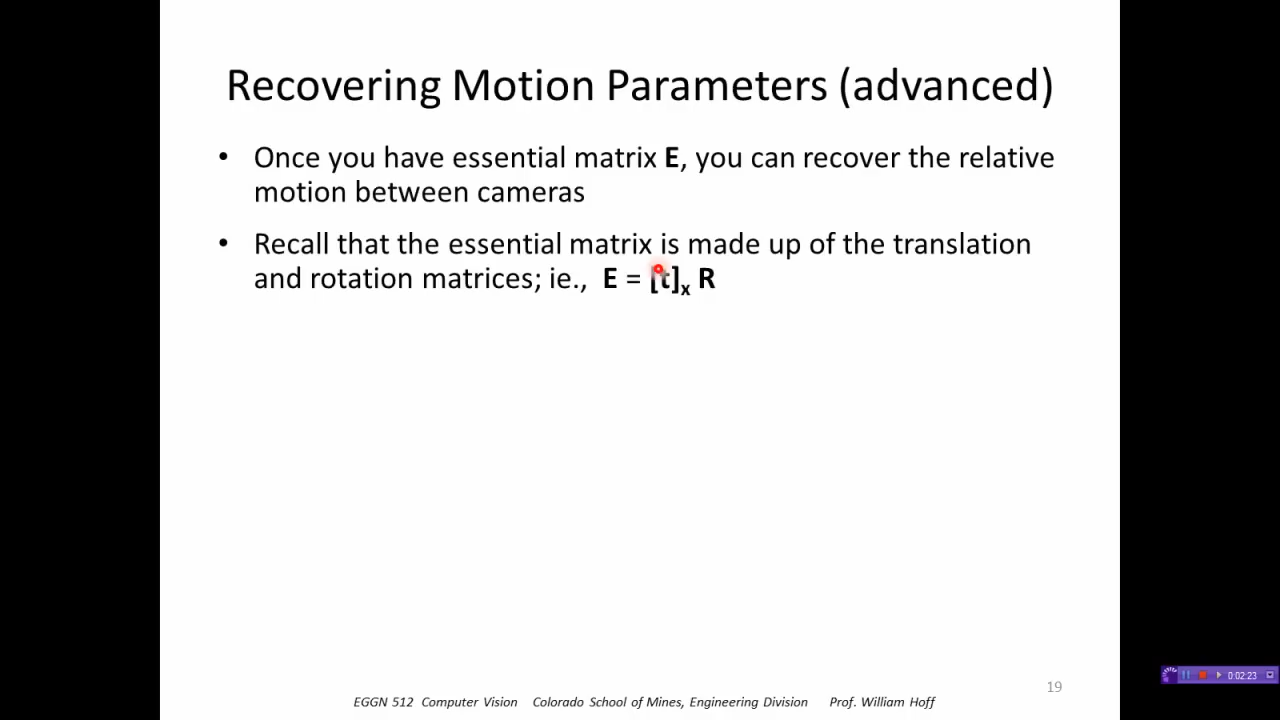 Recovering Motion Parameters (advanced)
• Once you have essential matrix E, you can recover the relative
motion between cameras
• Recall that the essential matrix is made up of the translation
and rotation matrices; ie., E = [t]x R
19
EGGN 512 Computer Vision Colorado School of Mines, Engineering Division Prof. William Hoff
0:02:23